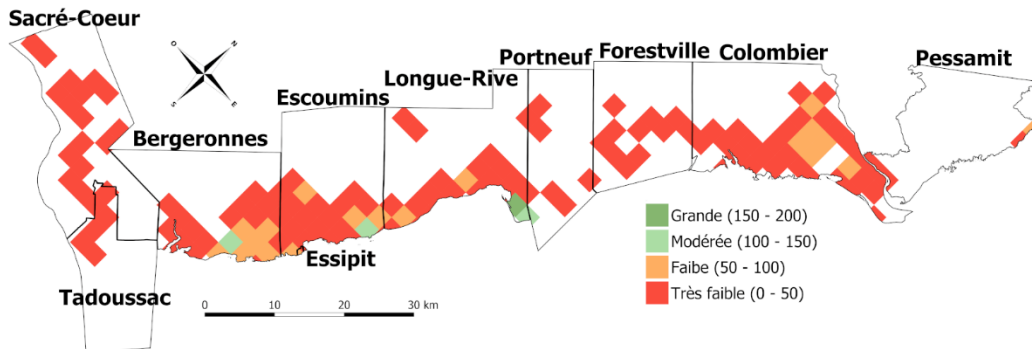 Sacré-Coeur
O
N
S
E
Bergeronnes
Escoumins
Longue-Rive
Portneuf
Forestville
Colombier
Pessamit
Essipit
Tadoussac
0 10 20 30 km
Grande (150 - 200)
Modérée (100 - 150)
Faibe (50 - 100)
Très faible (0 - 50)